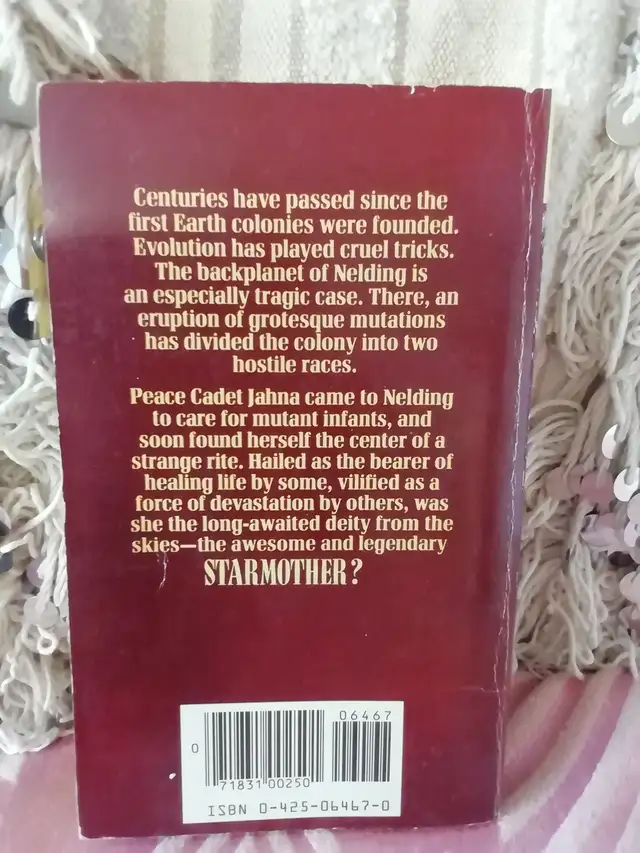 Centuries have passed since the
first Earth colonies were founded.
Evolution has played cruel tricks.
The backplanet of Nelding is
an especially tragic case. There, an
eruption of grotesque mutations
has divided the colony into two
hostile races.
Peace Cadet Jahna came to Nelding
to care for mutant infants, and
soon found herself the center of a
strange rite. Hailed as the bearer of
healing life by some, vilified as a
force of devastation by others, was
she the long-awaited deity from the
skies—the awesome and legendary
STARMOTHER?
06467
0
71831 00250
ISBN 0-425-06467-0